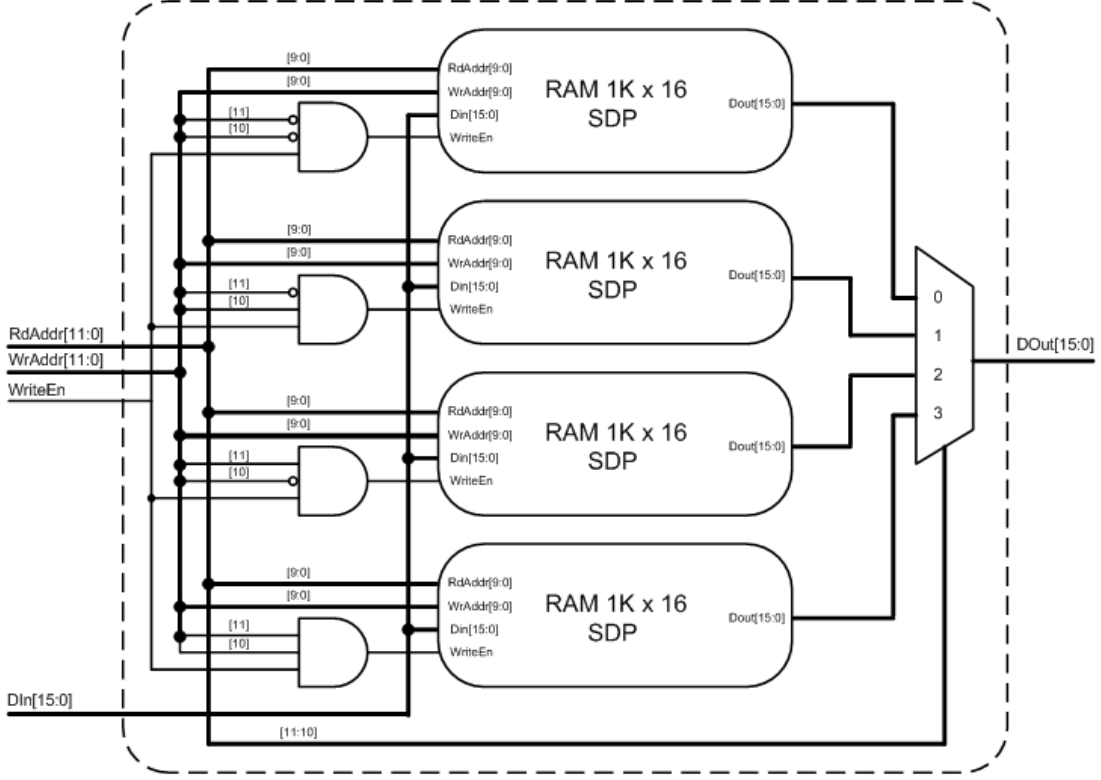 [9:0]
[9:0]
[11]
[10]
RdAddr[9:0]
WrAddr[9:0]
Din[15:0]
WriteEn
RAM 1K x 16
SDP
Dout[15:0]
[9:0]
[9:0]
[11]
[10]
RdAddr[9:0]
WrAddr[9:0]
Din[15:0]
WriteEn
RAM 1K x 16
SDP
Dout[15:0]
RdAddr[11:0]
WrAddr[11:0]
WriteEn
[9:0]
[9:0]
[11]
[10]
RdAddr[9:0]
WrAddr[9:0]
Din[15:0]
WriteEn
RAM 1K x 16
SDP
Dout[15:0]
[9:0]
[9:0]
[11]
[10]
RdAddr[9:0]
WrAddr[9:0]
Din[15:0]
WriteEn
RAM 1K x 16
SDP
Dout[15:0]
0
1
2
3
DOut[15:0]
DIn[15:0]
[11:10]